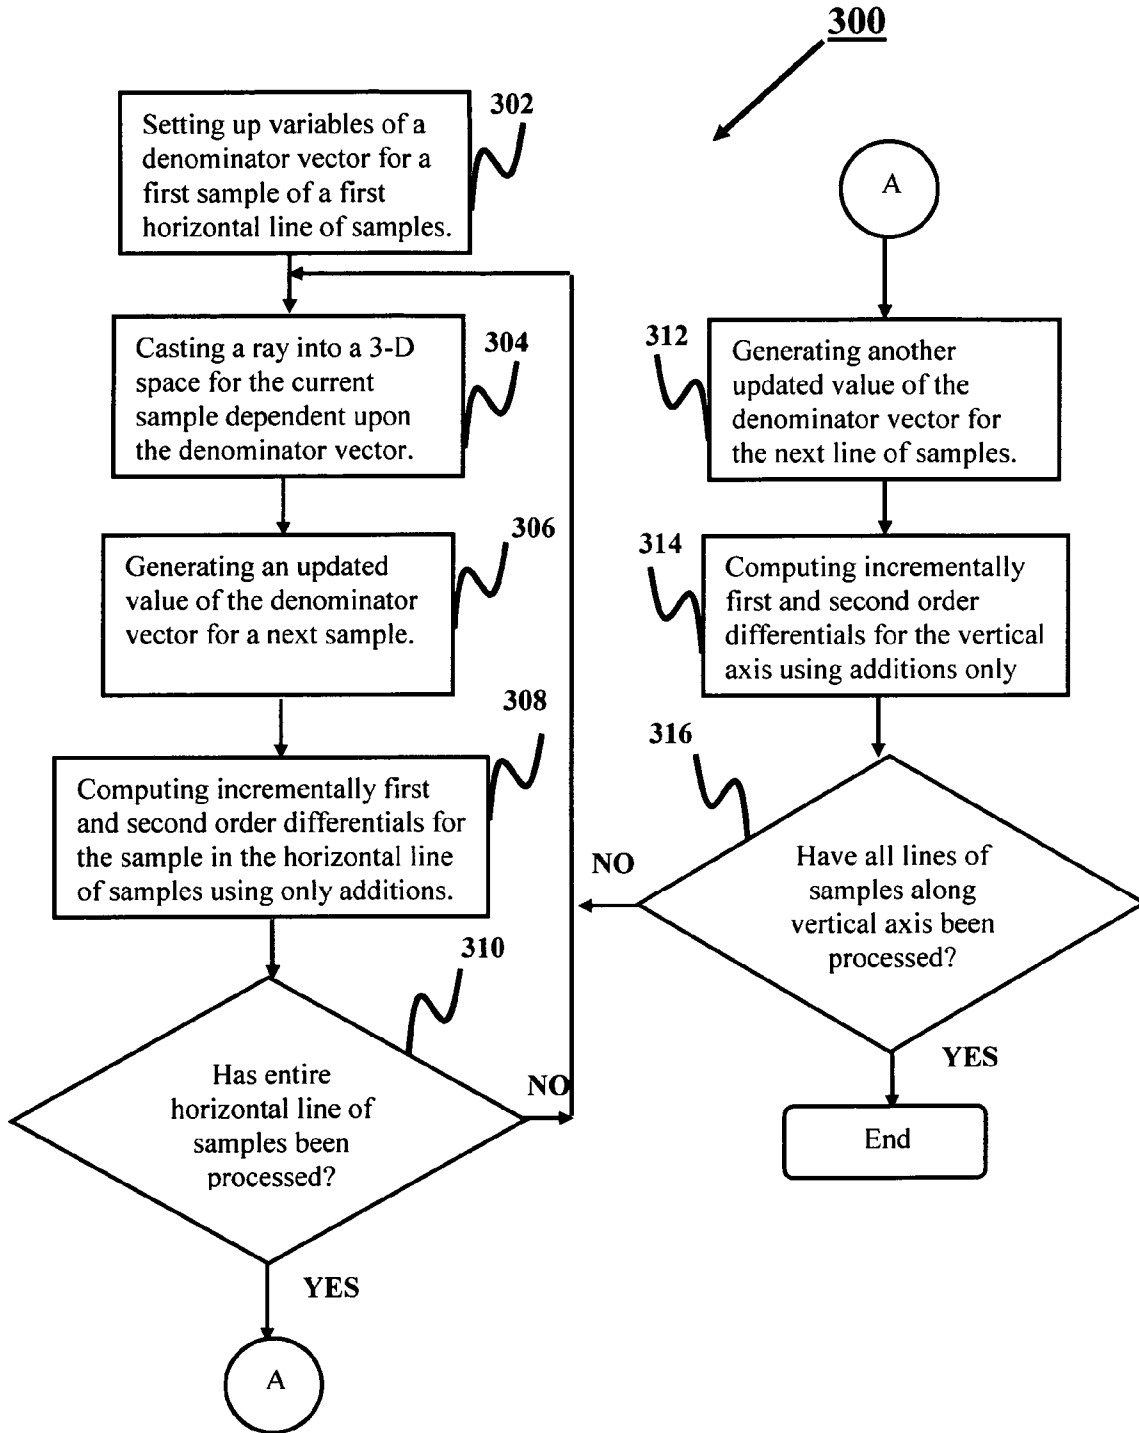 300
302
Setting up variables of a
denominator vector for a
first sample of a first
horizontal line of samples.
304
Casting a ray into a 3-D
space for the current
sample dependent upon
the denominator vector.
306
Generating an updated
value of the denominator
vector for a next sample.
308
Computing incrementally first
and second order differentials for
the sample in the horizontal line
of samples using only additions.
310
Has entire
horizontal line of
samples been
processed?
NO
YES
A
A
312
Generating another
updated value of the
denominator vector for
the next line of samples.
314
Computing incrementally
first and second order
differentials for the vertical
axis using additions only
316
Have all lines of
samples along
vertical axis been
processed?
NO
YES
End